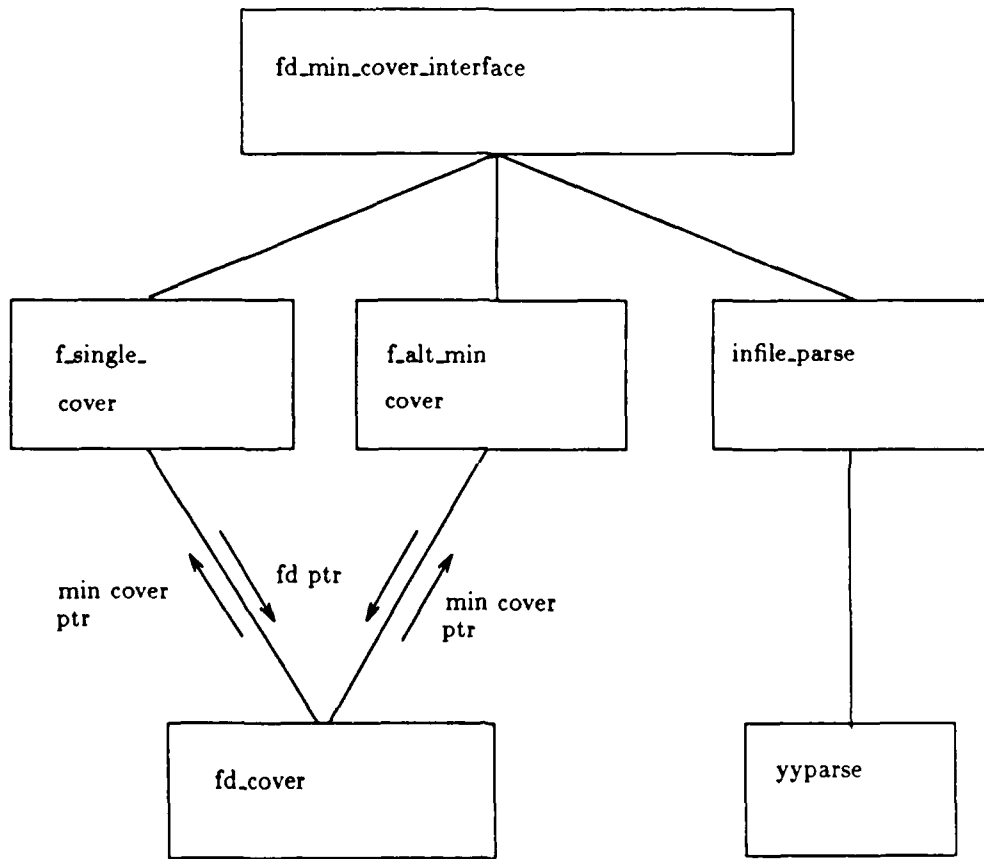 fd_min_cover_interface
f_single_
cover
f_alt_min
cover
infile_parse
fd ptr
min cover
ptr
min cover
ptr
fd_cover
yyparse